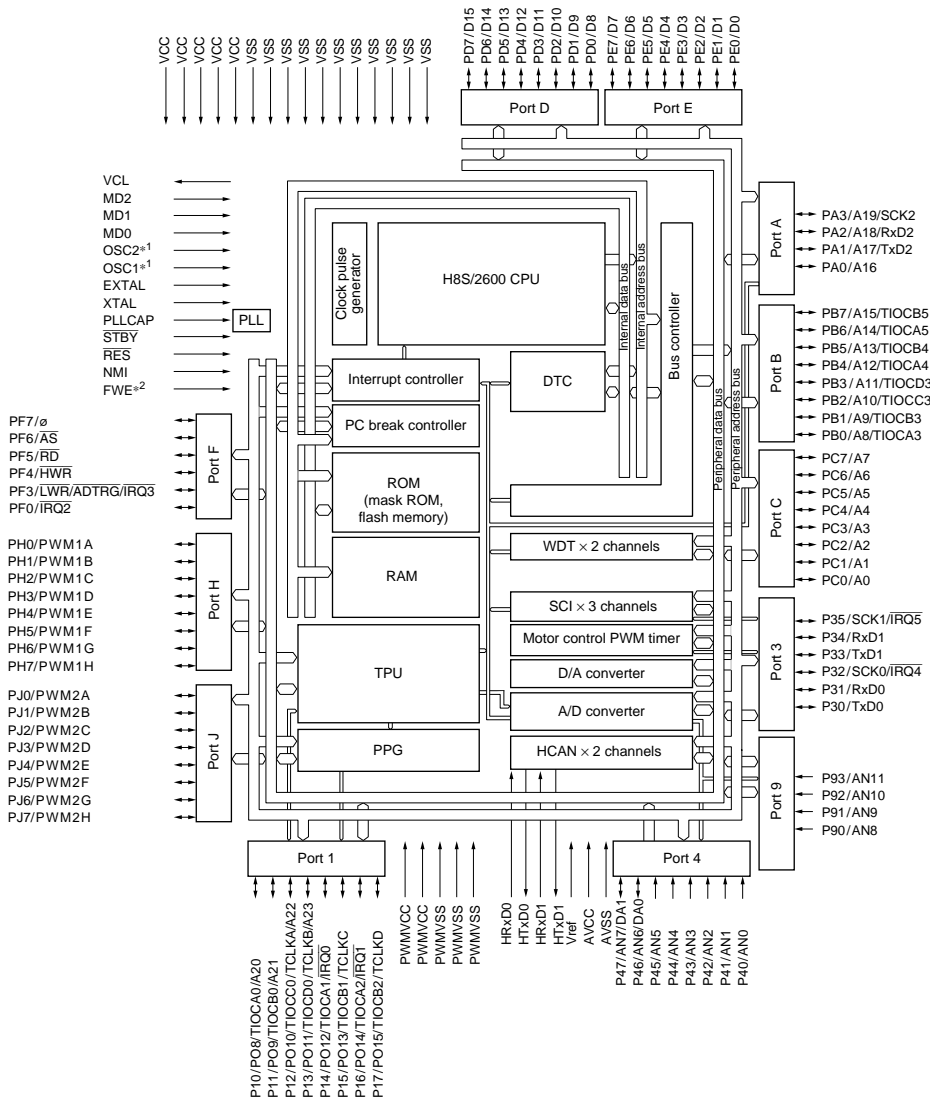 VCC
VCC
VCC
VCC
VCC
VSS
VSS
VSS
VSS
VSS
VSS
VSS
VSS
VSS
VSS
VSS
PD7/D15
PD6/D14
PD5/D13
PD4/D12
PD3/D11
PD2/D10
PD1/D9
PD0/D8
PE7/D7
PE6/D6
PE5/D5
PE4/D4
PE3/D3
PE2/D2
PE1/D1
PE0/D0
Port D
Port E
VCL
MD2
MD1
MD0
OSC2*1
OSC1*1
EXTAL
XTAL
PLLCAP
STBY
RES
NMI
FWE*2
PLL
Clock pulse
generator
H8S/2600 CPU
Internal data bus
Internal address bus
Bus controller
Peripheral data bus
Peripheral address bus
Port A
PA3/A19/SCK2
PA2/A18/RxD2
PA1/A17/TxD2
PA0/A16
Port B
PB7/A15/TIOCB5
PB6/A14/TIOCA5
PB5/A13/TIOCB4
PB4/A12/TIOCA4
PB3/A11/TIOCD3
PB2/A10/TIOCC3
PB1/A9/TIOCB3
PB0/A8/TIOCA3
Interrupt controller
DTC
PC break controller
ROM
(mask ROM,
flash memory)
RAM
TPU
PPG
WDT × 2 channels
SCI × 3 channels
Motor control PWM timer
D/A converter
A/D converter
HCAN × 2 channels
PF7/ø
PF6/AS
PF5/RD
PF4/HWR
PF3/LWR/ADTRG/IRQ3
PF0/IRQ2
Port F
PH0/PWM1A
PH1/PWM1B
PH2/PWM1C
PH3/PWM1D
PH4/PWM1E
PH5/PWM1F
PH6/PWM1G
PH7/PWM1H
Port H
PJ0/PWM2A
PJ1/PWM2B
PJ2/PWM2C
PJ3/PWM2D
PJ4/PWM2E
PJ5/PWM2F
PJ6/PWM2G
PJ7/PWM2H
Port J
Port C
PC7/A7
PC6/A6
PC5/A5
PC4/A4
PC3/A3
PC2/A2
PC1/A1
PC0/A0
Port 3
P35/SCK1/IRQ5
P34/RxD1
P33/TxD1
P32/SCK0/IRQ4
P31/RxD0
P30/TxD0
Port 9
P93/AN11
P92/AN10
P91/AN9
P90/AN8
Port 1
Port 4
P10/PO8/TIOCA0/A20
P11/PO9/TIOCB0/A21
P12/PO10/TIOCC0/TCLKA/A22
P13/PO11/TIOCD0/TCLKB/A23
P14/PO12/TIOCA1/IRQ0
P15/PO13/TIOCB1/TCLKC
P16/PO14/TIOCA2/IRQ1
P17/PO15/TIOCB2/TCLKD
PWMVCC
PWMVCC
PWMVSS
PWMVSS
PWMVSS
HRxD0
HTxD0
HRxD1
HTxD1
Vref
AVCC
AVSS
P47/AN7/DA1
P46/AN6/DA0
P45/AN5
P44/AN4
P43/AN3
P42/AN2
P41/AN1
P40/AN0